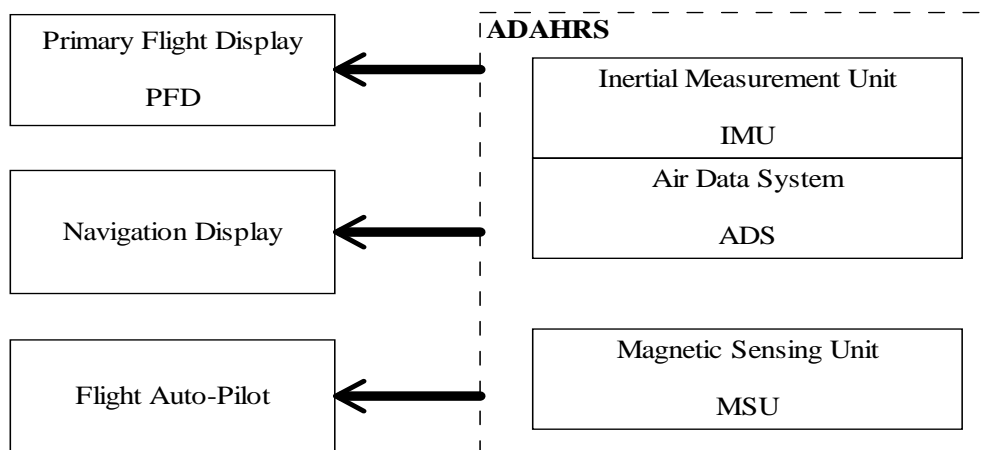 Primary Flight Display
PFD
Navigation Display
Flight Auto-Pilot
ADAHRS
Inertial Measurement Unit
IMU
Air Data System
ADS
Magnetic Sensing Unit
MSU